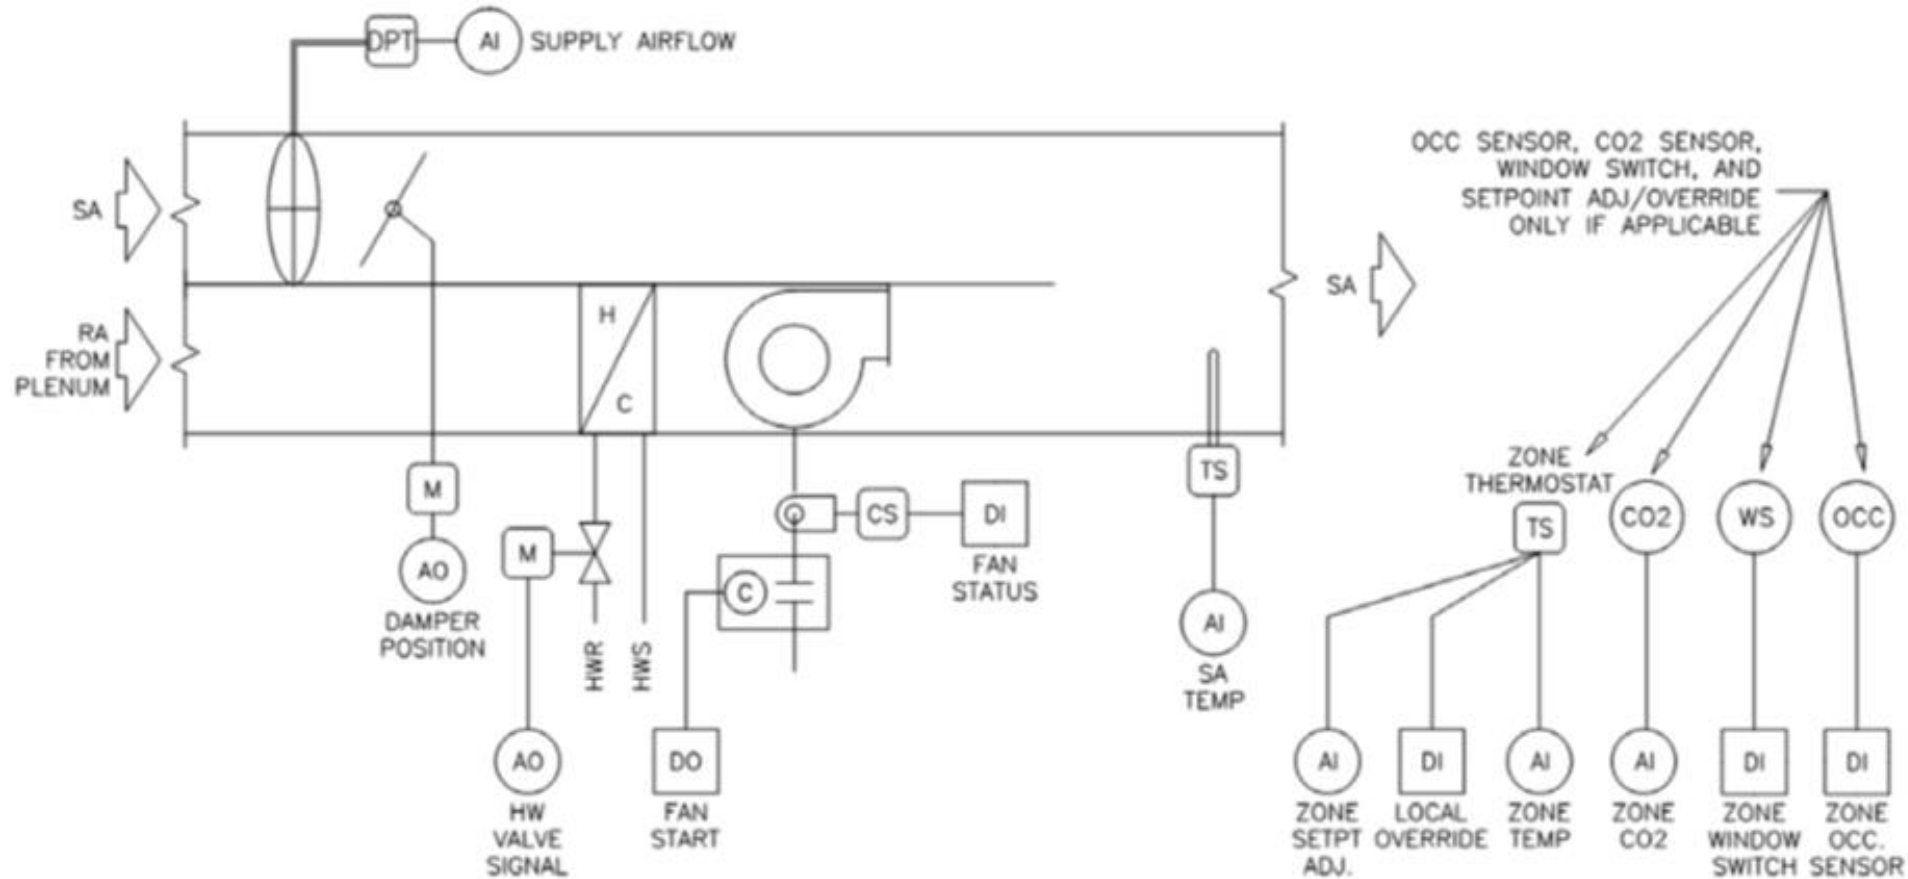 DPT
AI
SUPPLY AIRFLOW
OCC SENSOR, CO2 SENSOR,
WINDOW SWITCH, AND
SETPOINT ADJ/OVERRIDE
ONLY IF APPLICABLE
SA
SA
RA
FROM
PLENUM
H
C
M
AO
DAMPER
POSITION
M
HWR
HWS
AO
HW
VALVE
SIGNAL
C
DO
FAN
START
CS
DI
FAN
STATUS
TS
AI
SA
TEMP
ZONE
THERMOSTAT
TS
CO2
WS
OCC
AI
ZONE
SETPT
ADJ.
DI
LOCAL
OVERRIDE
AI
ZONE
TEMP
AI
ZONE
CO2
DI
ZONE
WINDOW
SWITCH
DI
ZONE
OCC.
SENSOR